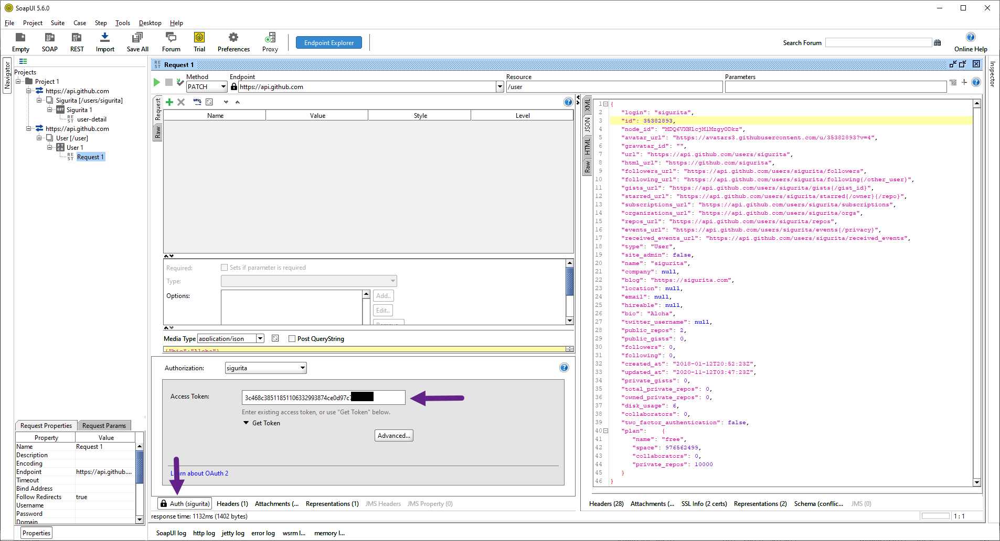 SoapUI 5.6.0
File Project Suite Case Step Tools Desktop Help
Empty SOAP REST Import Save All Forum Trial Preferences Proxy Endpoint Explorer Search Forum Online Help
Navigator
Projects
Project 1
https://api.github.com
Sigurita [/users/sigurita]
GET Sigurita 1
REST user-detail
https://api.github.com
User [/user]
PTCH User 1
REST Request 1
Request Properties Request Params
Property Value
Name Request 1
Description
Encoding
Endpoint https://api.github....
Timeout
Bind Address
Follow Redirects true
Username
Password
Domain
Properties
REST Request 1
Method Endpoint Resource Parameters
PATCH https://api.github.com /user
Request
Raw
Name Value Style Level
Required: Sets if parameter is required
Type:
Options: Add..
Edit..
Media Type application/json Post QueryString
{"bio":"Aloha"}
Authorization: sigurita
Access Token:
Enter existing access token, or use "Get Token" below.
Get Token
Advanced...
about OAuth 2
Auth (sigurita) Headers (1) Attachments (... Representations (1) JMS Headers JMS Property (0)
response time: 1132ms (1402 bytes)
XML
JSON
HTML
Raw
1 {
2 "login": "sigurita",
3 "id": 35382893,
4 "node_id":
5 "avatar_url": "https://avatars3.githubusercontent.com/u/35382893?v=4",
6 "gravatar_id": "",
7 "url": "https://api.github.com/users/sigurita",
8 "html_url": "https://github.com/sigurita",
9 "followers_url": "https://api.github.com/users/sigurita/followers",
10 "following_url": "https://api.github.com/users/sigurita/following{/other_user}",
11 "gists_url": "https://api.github.com/users/sigurita/gists{/gist_id}",
12 "starred_url": "https://api.github.com/users/sigurita/starred{/owner}{/repo}",
13 "subscriptions_url": "https://api.github.com/users/sigurita/subscriptions",
14 "organizations_url": "https://api.github.com/users/sigurita/orgs",
15 "repos_url": "https://api.github.com/users/sigurita/repos",
16 "events_url": "https://api.github.com/users/sigurita/events{/privacy}",
17 "received_events_url": "https://api.github.com/users/sigurita/received_events",
18 "type": "User",
19 "site_admin": false,
20 "name": "sigurita",
21 "company": null,
22 "blog": "https://sigurita.com",
23 "location": null,
24 "email": null,
25 "hireable": null,
26 "bio": "Aloha",
27 "twitter_username": null,
28 "public_repos": 2,
29 "public_gists": 0,
30 "followers": 0,
31 "following": 0,
32 "created_at": "2018-01-12T20:52:23Z",
33 "updated_at": "2020-11-12T03:47:23Z",
34 "private_gists": 0,
35 "total_private_repos": 0,
36 "owned_private_repos": 0,
37 "disk_usage": 6,
38 "collaborators": 0,
39 "two_factor_authentication": false,
40 "plan": {
41 "name": "free",
42 "space": 976562499,
43 "collaborators": 0,
44 "private_repos": 10000
45 }
46 }
Headers (28) Attachments (... SSL Info (2 certs) Representations (2) Schema (conflic... JMS (0)
1 : 1
Inspector
SoapUI log http log jetty log error log wsrm l... memory l...